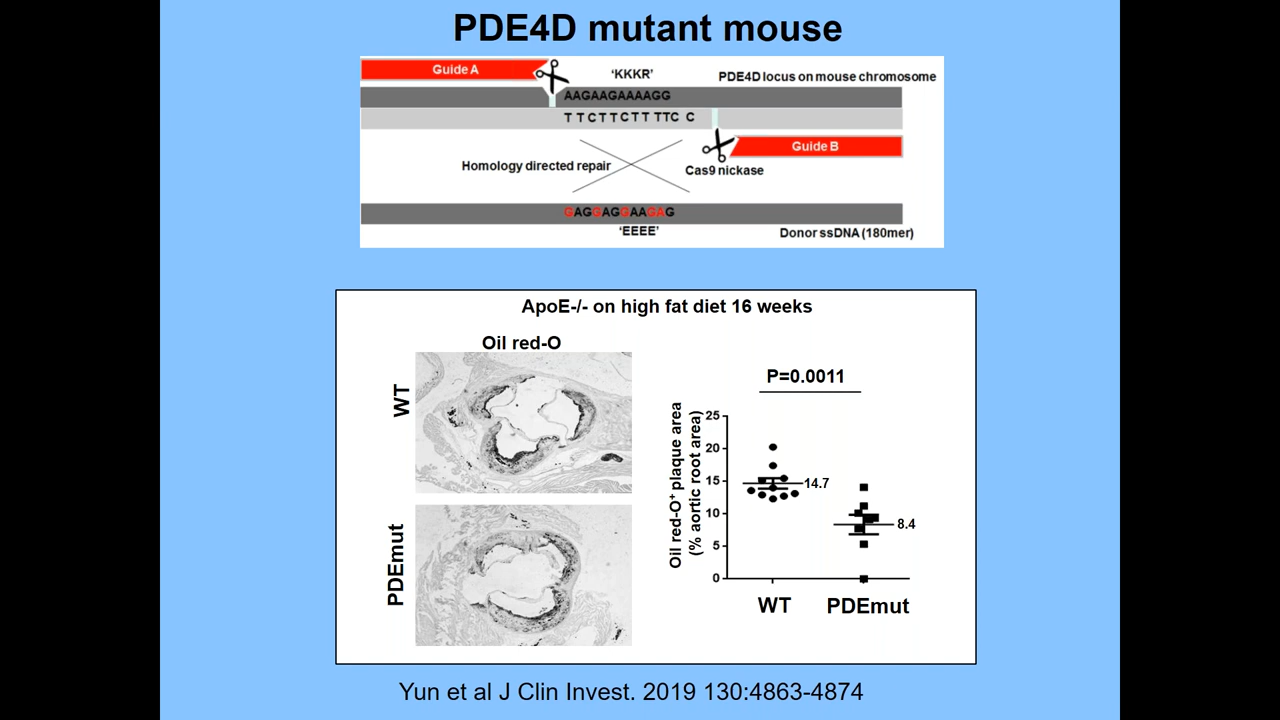 PDE4D mutant mouse
Guide A
‘KKKR’
PDE4D locus on mouse chromosome
AAGAAGAAAAGG
T T C T T C T T T TC C
Guide B
Homology directed repair
Cas9 nickase
GAGGAGGAAGAG
‘EEEE’
Donor ssDNA (180mer)
ApoE-/- on high fat diet 16 weeks
Oil red-O
WT
PDEmut
P=0.0011
Oil red-O+ plaque area
(% aortic root area)
25
20
15
10
5
0
14.7
8.4
WT
PDEmut
Yun et al J Clin Invest. 2019 130:4863-4874